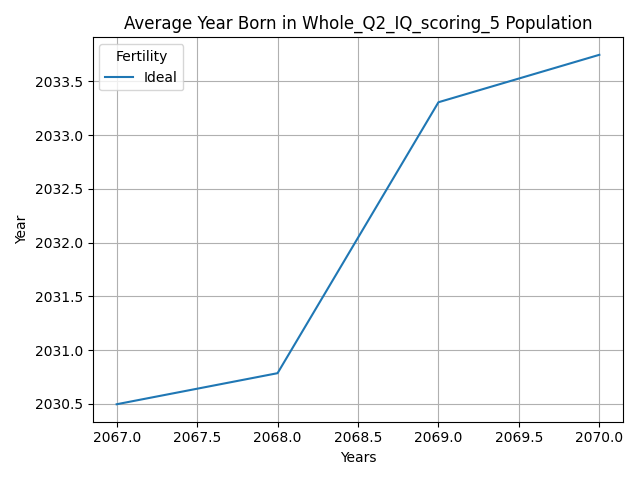 Average Year Born in Whole_Q2_IQ_scoring_5 Population
Fertility
Ideal
Year
2033.5
2033.0
2032.5
2032.0
2031.5
2031.0
2030.5
2067.0 2067.5 2068.0 2068.5 2069.0 2069.5 2070.0
Years